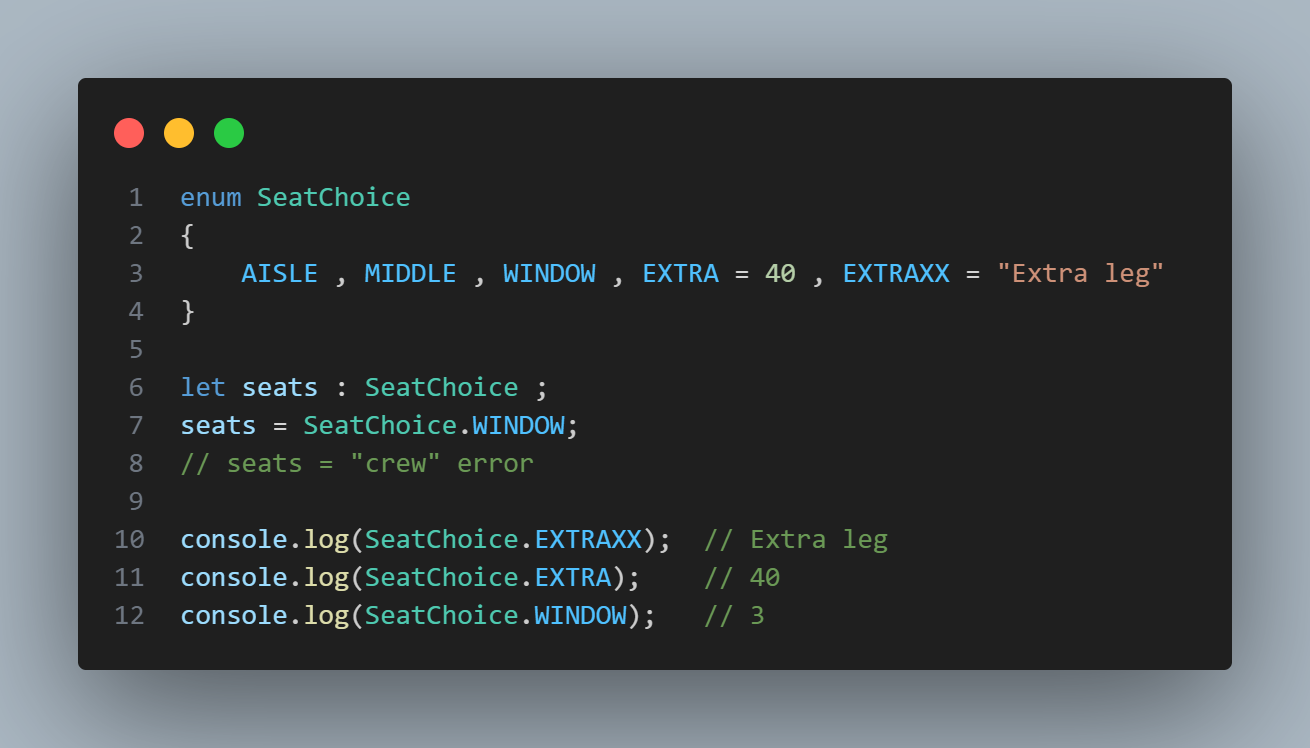 1 enum SeatChoice
2 {
3     AISLE , MIDDLE , WINDOW , EXTRA = 40 , EXTRAXX = "Extra leg"
4 }
5
6 let seats : SeatChoice ;
7 seats = SeatChoice.WINDOW;
8 // seats = "crew" error
9
10 console.log(SeatChoice.EXTRAXX);  // Extra leg
11 console.log(SeatChoice.EXTRA);    // 40
12 console.log(SeatChoice.WINDOW);   // 3